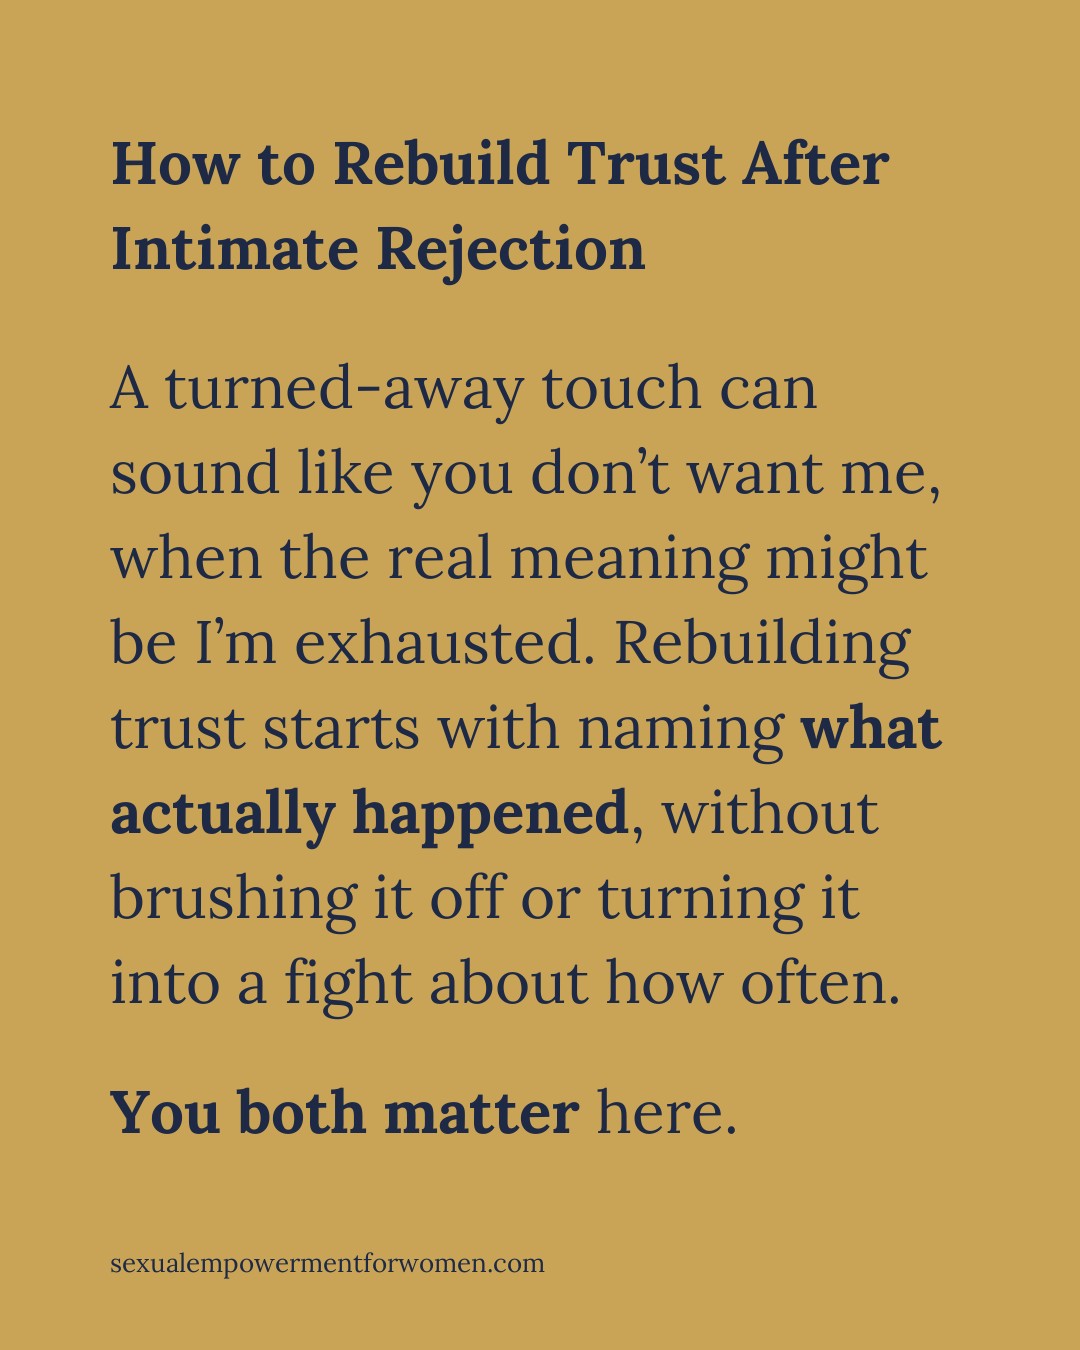 How to Rebuild Trust After
Intimate Rejection
A turned-away touch can
sound like you don’t want me,
when the real meaning might
be I’m exhausted. Rebuilding
trust starts with naming what
actually happened, without
brushing it off or turning it
into a fight about how often.
You both matter here.
sexualempowermentforwomen.com